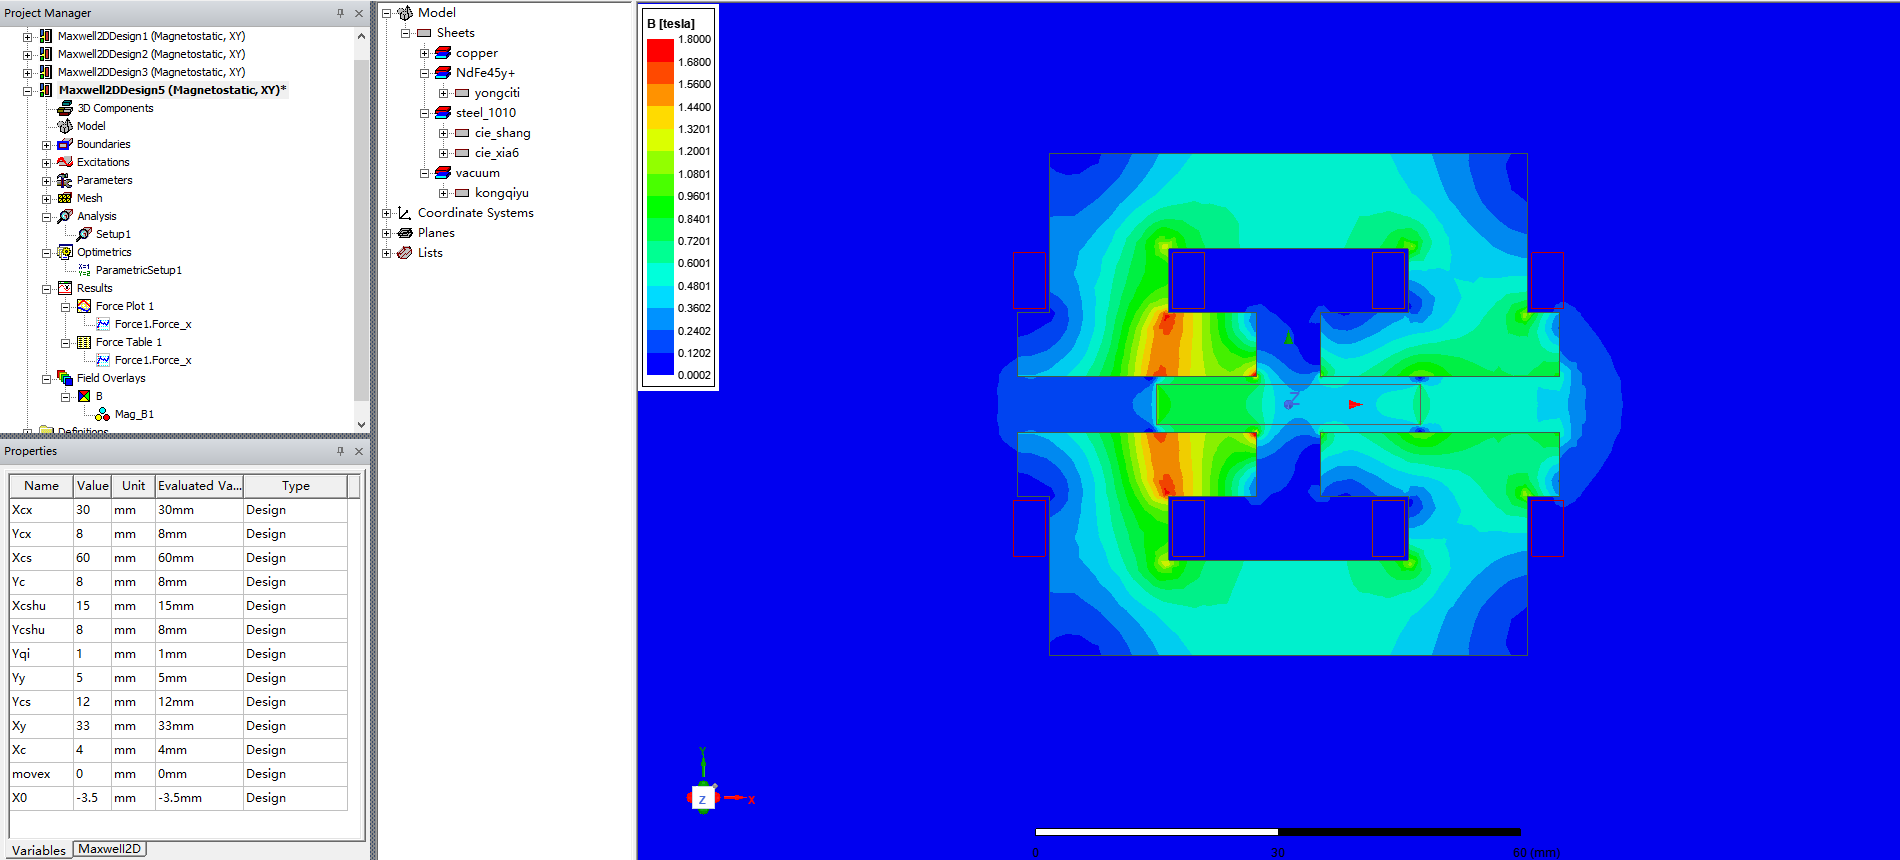 Project Manager
Maxwell2DDesign1 (Magnetostatic, XY)
Maxwell2DDesign2 (Magnetostatic, XY)
Maxwell2DDesign3 (Magnetostatic, XY)
Maxwell2DDesign5 (Magnetostatic, XY)*
3D Components
Model
Boundaries
Excitations
Parameters
Mesh
Analysis
Setup1
Optimetrics
ParametricSetup1
Results
Force Plot 1
Force1.Force_x
Force Table 1
Force1.Force_x
Field Overlays
B
Mag_B1
Definitions
Properties
Name Value Unit Evaluated Va... Type
Xcx 30 mm 30mm Design
Ycx 8 mm 8mm Design
Xcs 60 mm 60mm Design
Yc 8 mm 8mm Design
Xcshu 15 mm 15mm Design
Ycshu 8 mm 8mm Design
Yqi 1 mm 1mm Design
Yy 5 mm 5mm Design
Ycs 12 mm 12mm Design
Xy 33 mm 33mm Design
Xc 4 mm 4mm Design
movex 0 mm 0mm Design
X0 -3.5 mm -3.5mm Design
Variables Maxwell2D
Model
Sheets
copper
NdFe45y+
yongciti
steel_1010
cie_shang
cie_xia6
vacuum
kongqiyu
Coordinate Systems
Planes
Lists
B [tesla]
1.8000
1.6800
1.5600
1.4400
1.3201
1.2001
1.0801
0.9601
0.8401
0.7201
0.6001
0.4801
0.3602
0.2402
0.1202
0.0002
Z
Y
Z
X
0 30 60 (mm)